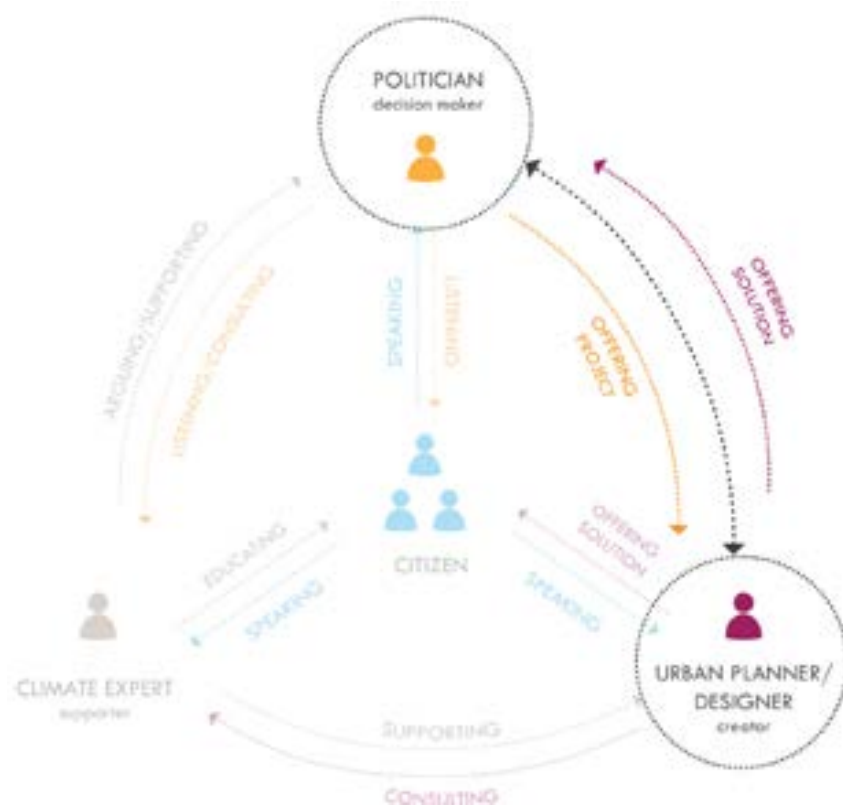 POLITICIAN
decision maker
ARGUING/SUPPORTING
LISTENING/CONSULTING
SPEAKING
LISTENING
OFFERING
PROJECT
OFFERING
SOLUTION
CITIZEN
EDUCATING
SPEAKING
OFFERING
SOLUTION
SPEAKING
CLIMATE EXPERT
supporter
URBAN PLANNER/
DESIGNER
creator
SUPPORTING
CONSULTING